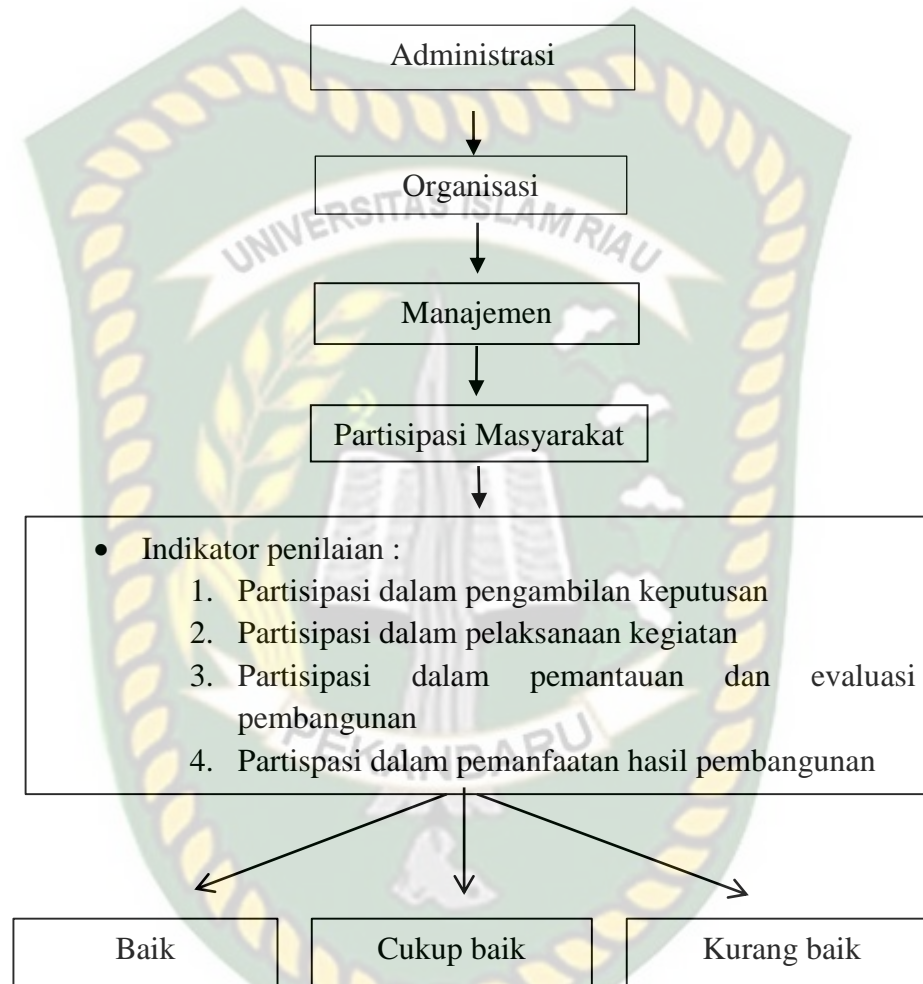 Administrasi
Organisasi
UNIVERSITAS ISLAM RIAU
Manajemen
Partisipasi Masyarakat
• Indikator penilaian :
1. Partisipasi dalam pengambilan keputusan
2. Partisipasi dalam pelaksanaan kegiatan
3. Partisipasi dalam pemantauan dan evaluasi
pembangunan
4. Partispasi dalam pemanfaatan hasil pembangunan
PEKANBARU
Baik
Cukup baik
Kurang baik